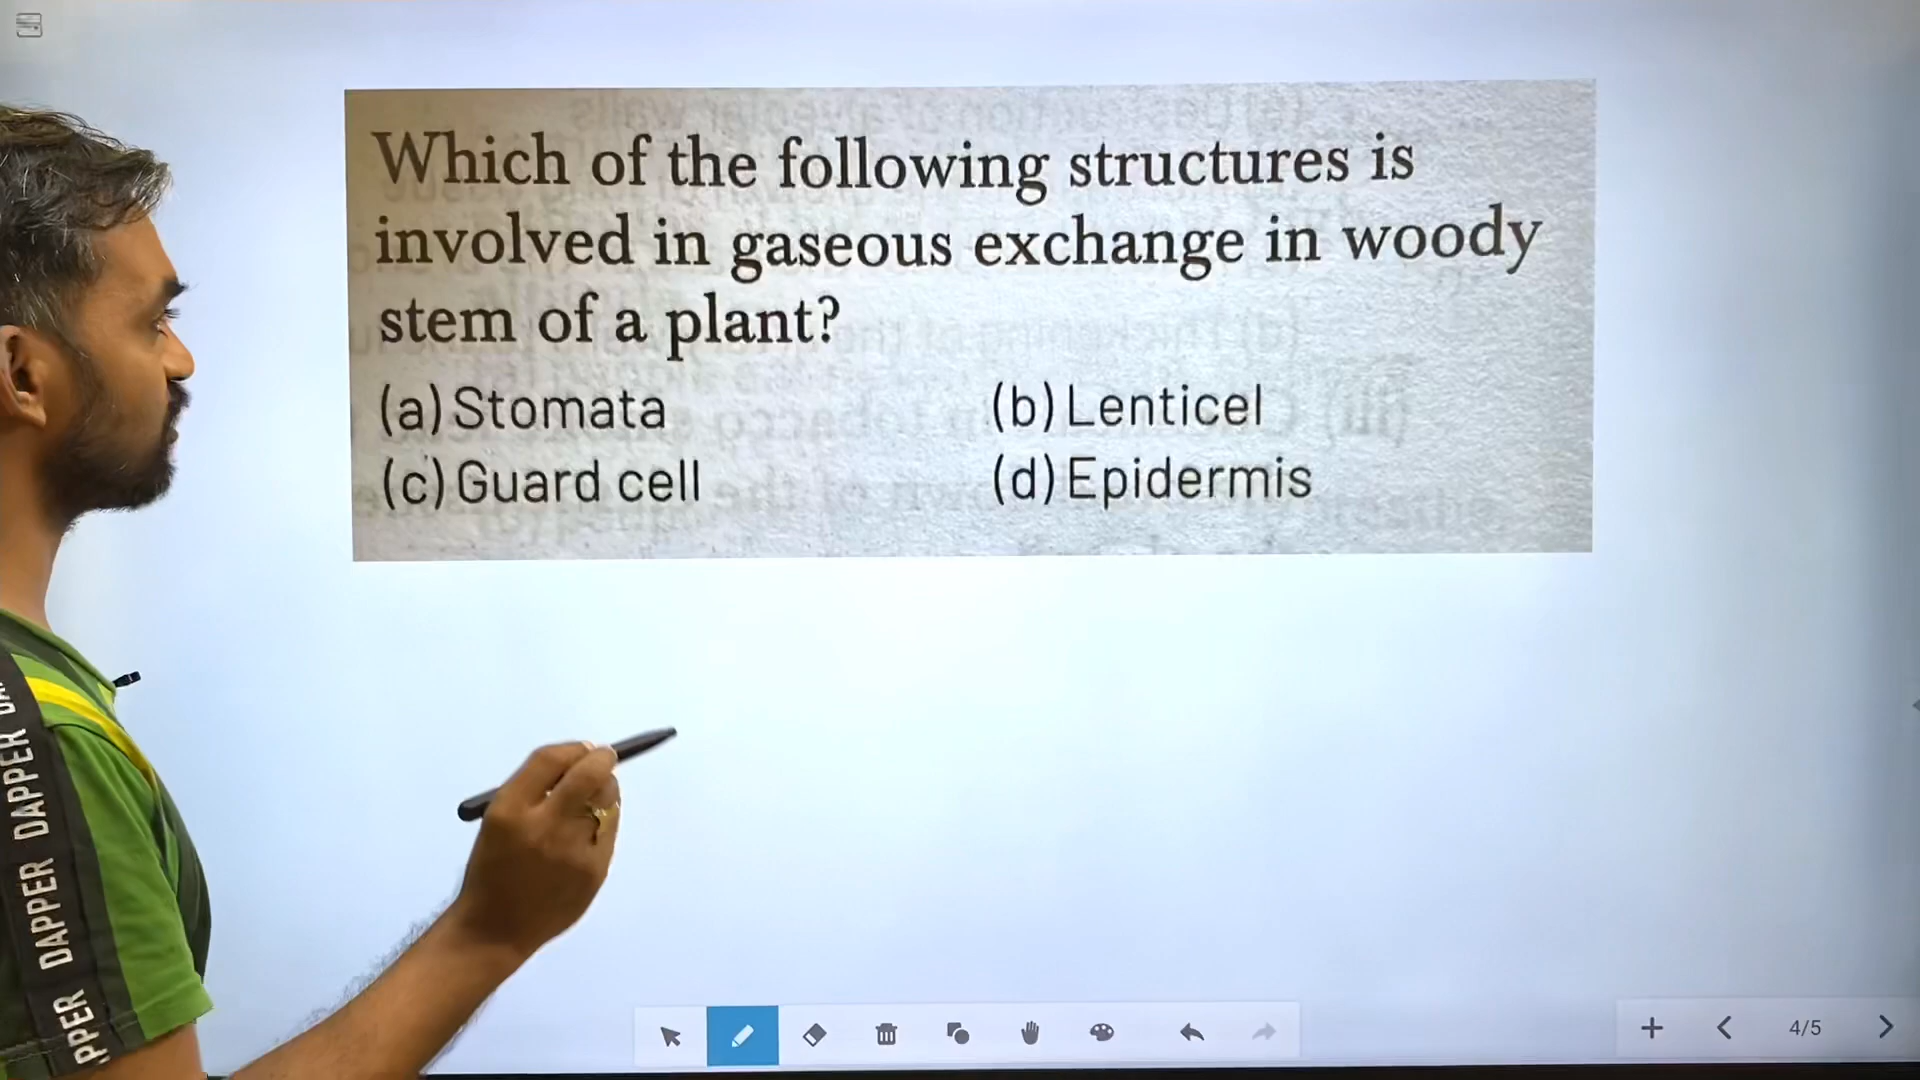 Which of the following structures is
involved in gaseous exchange in woody
stem of a plant?
(a) Stomata (b) Lenticel
(c) Guard cell (d) Epidermis
DAPPER DAPPER
4/5